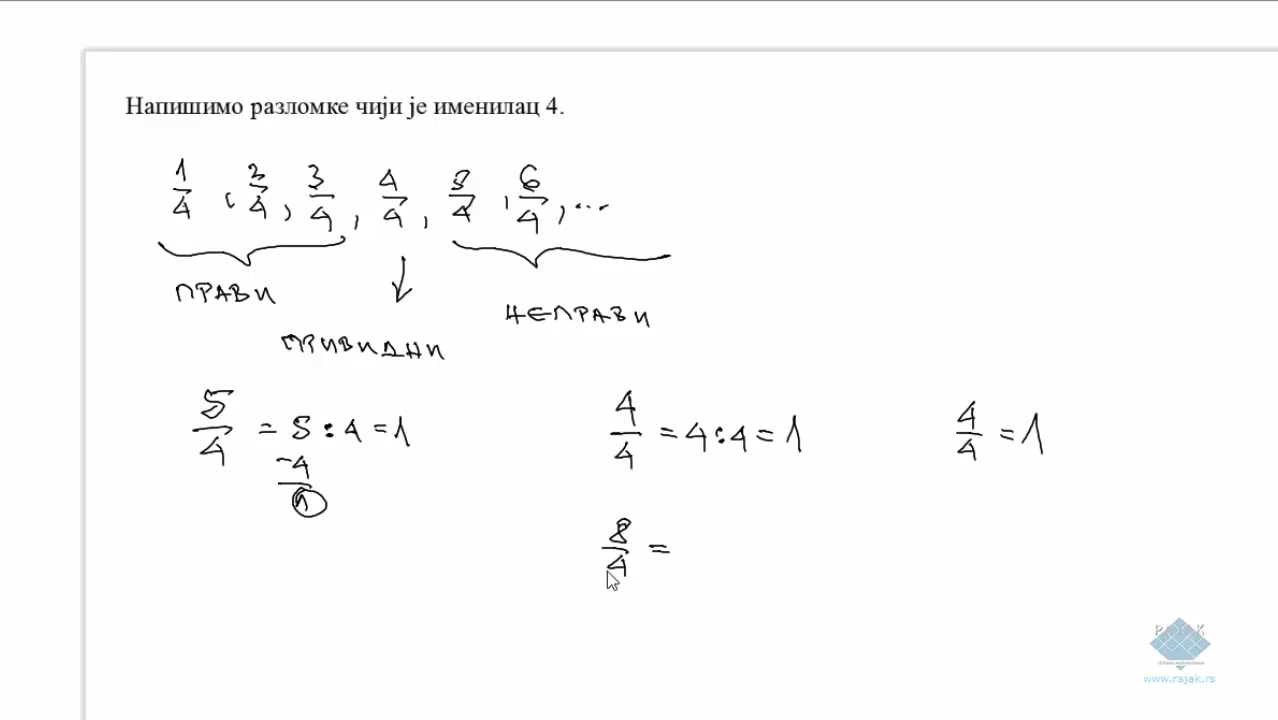 Напишимо разломке чији је именилац 4.
1/4 , 2/4 , 3/4 , 4/4 , 5/4 , 6/4 , ...
ПРАВИ
НЕПРАВИ
ПРИВИДНИ
5/4 = 5 : 4 = 1
-4
1
4/4 = 4 : 4 = 1
4/4 = 1
8/4 =
РАЈАК
www.rajak.rs